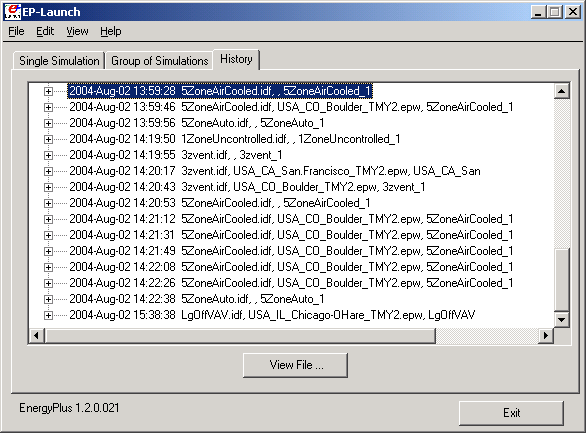 EP-Launch
File Edit View Help
Single Simulation Group of Simulations History
2004-Aug-02 13:59:28 5ZoneAirCooled.idf, , 5ZoneAirCooled_1
2004-Aug-02 13:59:46 5ZoneAirCooled.idf, USA_CO_Boulder_TMY2.epw, 5ZoneAirCooled_1
2004-Aug-02 13:59:56 5ZoneAuto.idf, , 5ZoneAuto_1
2004-Aug-02 14:19:50 1ZoneUncontrolled.idf, , 1ZoneUncontrolled_1
2004-Aug-02 14:19:55 3zvent.idf, , 3zvent_1
2004-Aug-02 14:20:17 3zvent.idf, USA_CA_San.Francisco_TMY2.epw, USA_CA_San
2004-Aug-02 14:20:43 3zvent.idf, USA_CO_Boulder_TMY2.epw, 3zvent_1
2004-Aug-02 14:20:53 5ZoneAirCooled.idf, , 5ZoneAirCooled_1
2004-Aug-02 14:21:12 5ZoneAirCooled.idf, USA_CO_Boulder_TMY2.epw, 5ZoneAirCooled_1
2004-Aug-02 14:21:31 5ZoneAirCooled.idf, USA_CO_Boulder_TMY2.epw, 5ZoneAirCooled_1
2004-Aug-02 14:21:49 5ZoneAirCooled.idf, USA_CO_Boulder_TMY2.epw, 5ZoneAirCooled_1
2004-Aug-02 14:22:08 5ZoneAirCooled.idf, USA_CO_Boulder_TMY2.epw, 5ZoneAirCooled_1
2004-Aug-02 14:22:26 5ZoneAirCooled.idf, USA_CO_Boulder_TMY2.epw, 5ZoneAirCooled_1
2004-Aug-02 14:22:38 5ZoneAuto.idf, , 5ZoneAuto_1
2004-Aug-02 15:38:38 LgOffVAV.idf, USA_IL_Chicago-OHare_TMY2.epw, LgOffVAV
View File ...
EnergyPlus 1.2.0.021
Exit